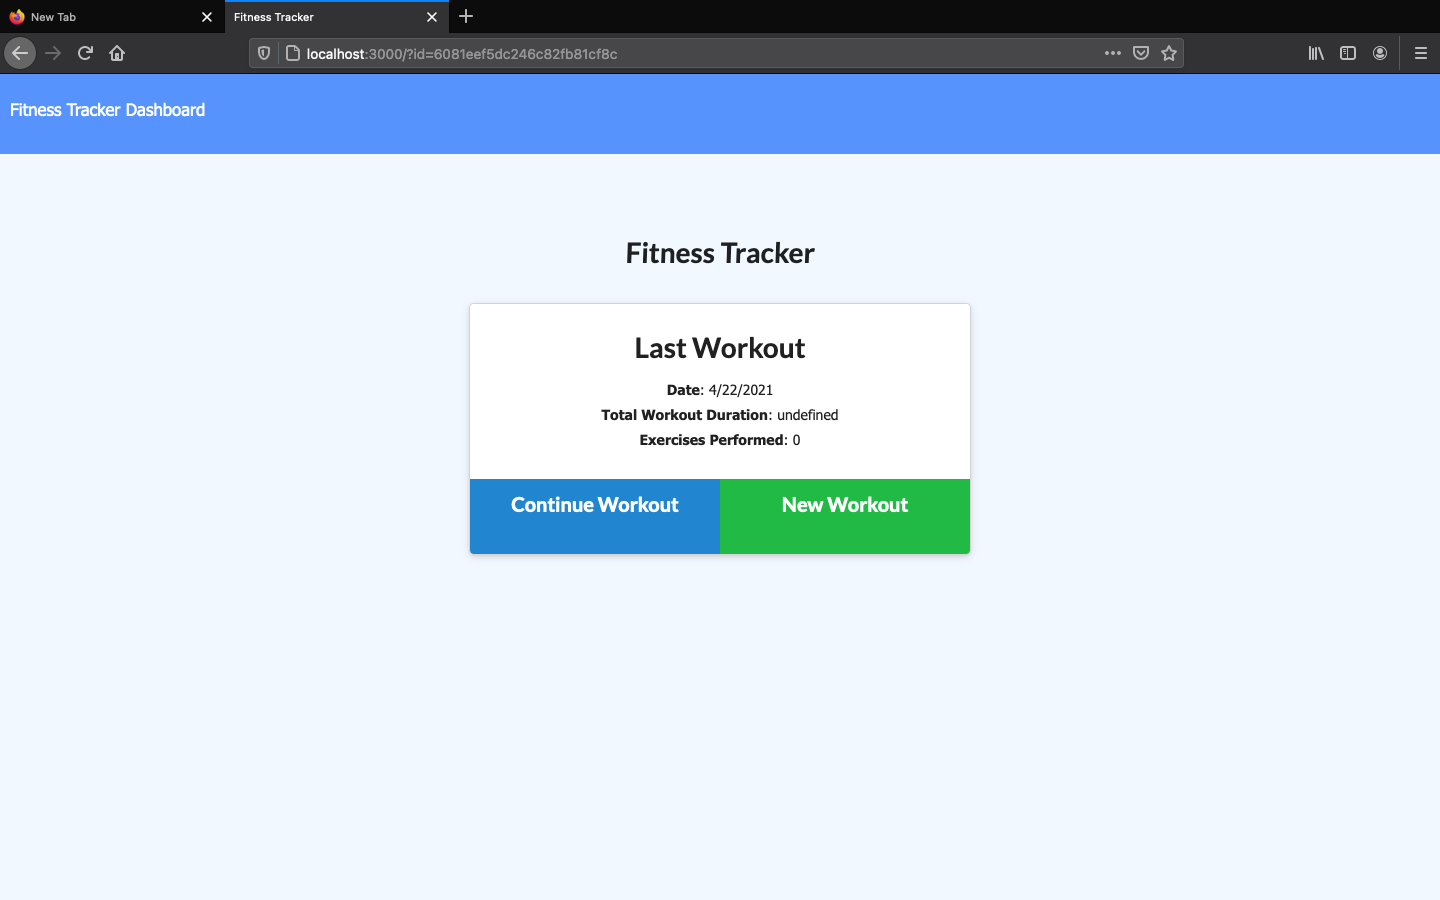 New Tab
Fitness Tracker
localhost:3000/?id=6081eef5dc246c82fb81cf8c
Fitness Tracker Dashboard
Fitness Tracker
Last Workout
Date: 4/22/2021
Total Workout Duration: undefined
Exercises Performed: 0
Continue Workout
New Workout